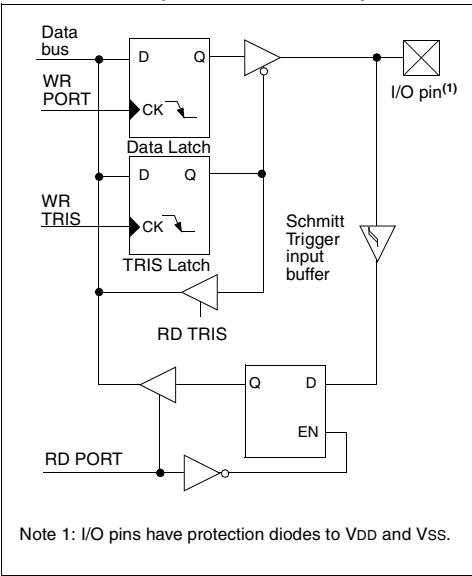 Data
bus
D Q
WR
PORT
CK
I/O pin(1)
Data Latch
D Q
WR
TRIS
CK
TRIS Latch
Schmitt
Trigger
input
buffer
RD TRIS
Q D
EN
RD PORT
Note 1: I/O pins have protection diodes to VDD and VSS.